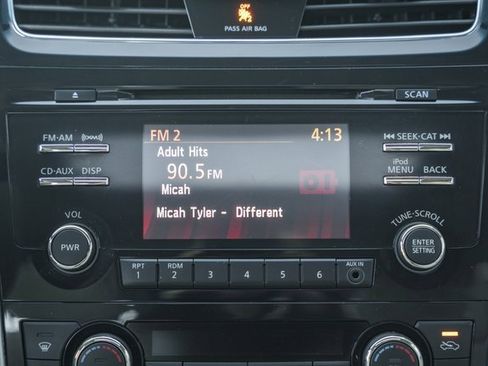 PASS AIR BAG
SCAN
FM·AM
CD·AUX DISP
FM 2 4:13
Adult Hits
90.5 FM
Micah
Micah Tyler - Different
SEEK·CAT
iPod
MENU BACK
VOL
PWR
TUNE·SCROLL
ENTER
SETTING
RPT
1
RDM
2
3
4
5
6
AUX IN